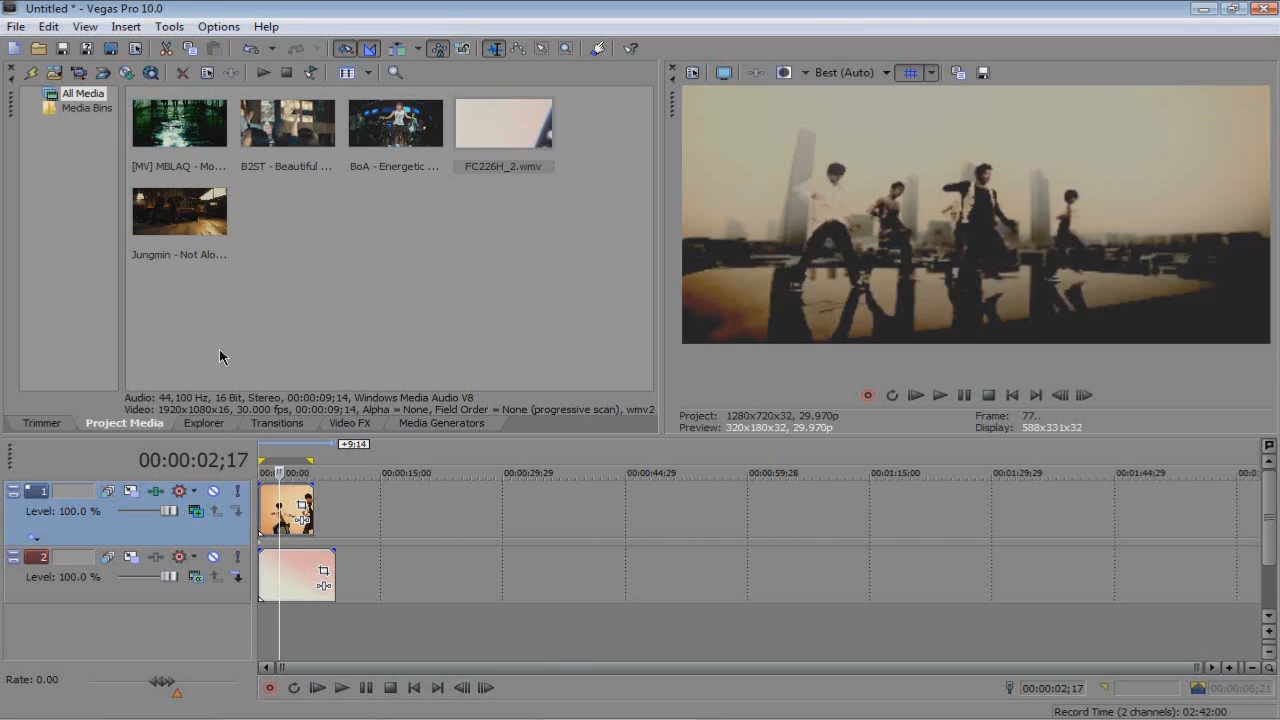 Untitled * - Vegas Pro 10.0
File Edit View Insert Tools Options Help
Best (Auto)
All Media
Media Bins
[MV] MBLAQ - Mo...
B2ST - Beautiful ...
BoA - Energetic ...
FC226H_2.wmv
Jungmin - Not Alo...
Audio: 44,100 Hz, 16 Bit, Stereo, 00:00:09;14, Windows Media Audio V8
Video: 1920x1080x16, 30.000 fps, 00:00:09;14, Alpha = None, Field Order = None (progressive scan), wmv2
Trimmer Project Media Explorer Transitions Video FX Media Generators
Project: 1280x720x32, 29.970p
Frame: 77..
Preview: 320x180x32, 29.970p
Display: 588x331x32
+9;14
00:00:02;17
00:00:15;00 00:00:29;29 00:00:44;29 00:00:59;28 00:01:15;00 00:01:29;29 00:01:44;29
1
Level: 100.0 %
2
Level: 100.0 %
Rate: 0.00
00:00:02;17
00:00:06;21
Record Time (2 channels): 02:42:00